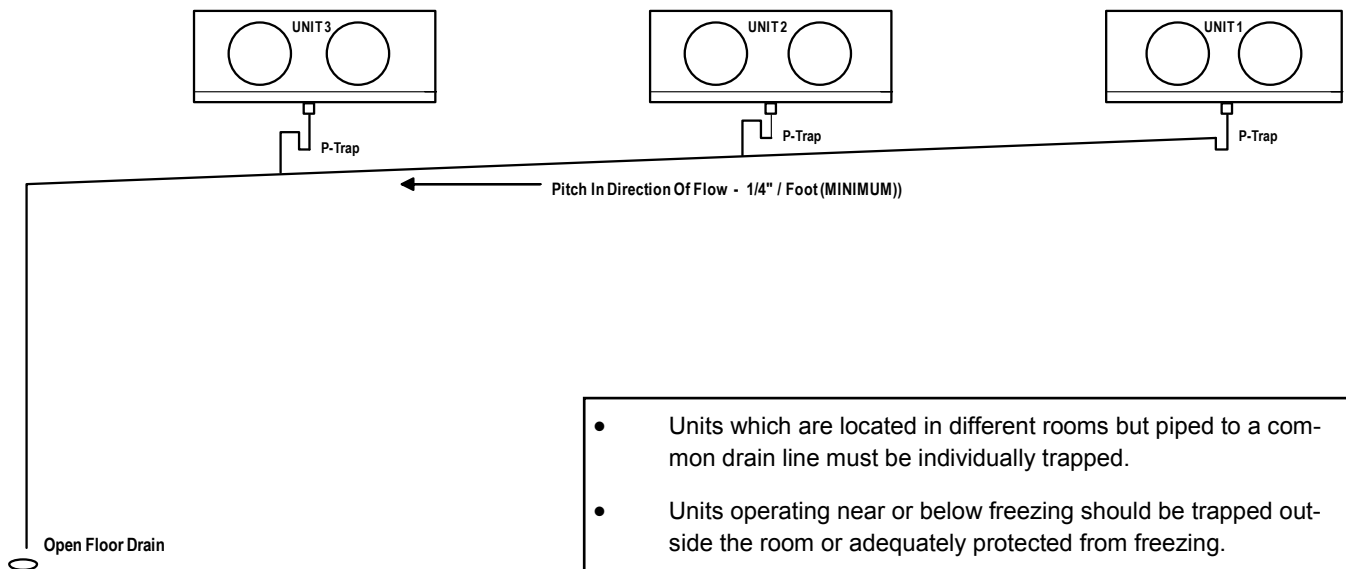 UNIT 3
UNIT 2
UNIT 1
P-Trap
P-Trap
P-Trap
Pitch In Direction Of Flow - 1/4" / Foot (MINIMUM))
• Units which are located in different rooms but piped to a com-
mon drain line must be individually trapped.
• Units operating near or below freezing should be trapped out-
side the room or adequately protected from freezing.
Open Floor Drain